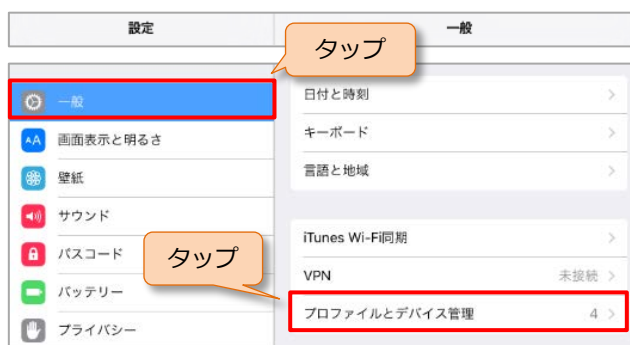 設定
一般
タップ
一般
画面表示と明るさ
壁紙
サウンド
パスコード
バッテリー
プライバシー
日付と時刻
キーボード
言語と地域
iTunes Wi-Fi同期
VPN 未接続
タップ
プロファイルとデバイス管理 4